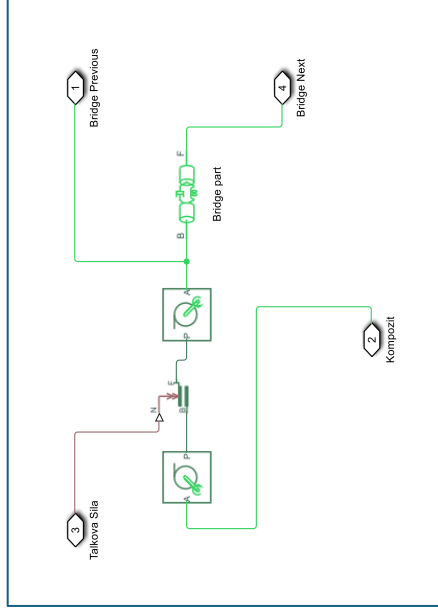 3
Talkova Sila
1
Bridge Previous
N
F
B
A
P
P
A
B
F
Bridge part
4
Bridge Next
2
Kompozit